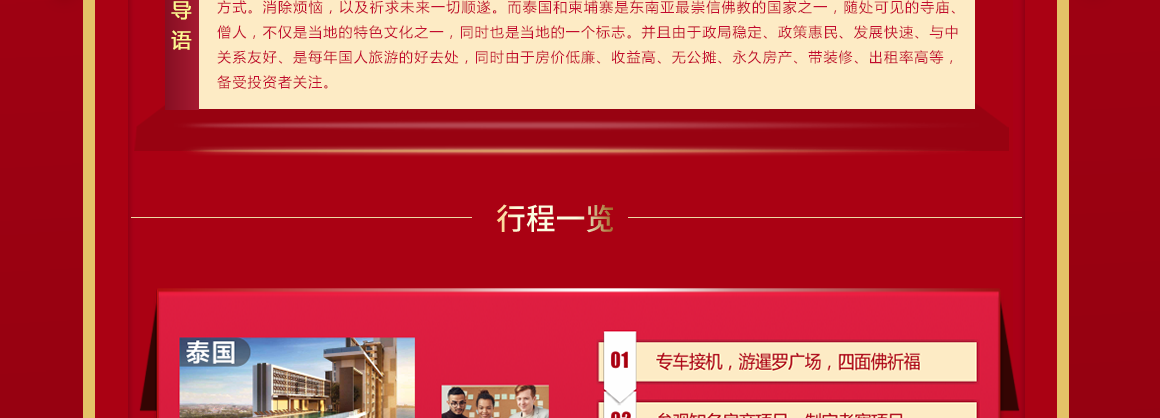 导语
方式。消除烦恼，以及祈求未来一切顺遂。而泰国和柬埔寨是东南亚最崇信佛教的国家之一，随处可见的寺庙、
僧人，不仅是当地的特色文化之一，同时也是当地的一个标志。并且由于政局稳定、政策惠民、发展快速、与中
关系友好、是每年国人旅游的好去处，同时由于房价低廉、收益高、无公摊、永久房产、带装修、出租率高等，
备受投资者关注。
行程一览
泰国
01 专车接机，游暹罗广场，四面佛祈福